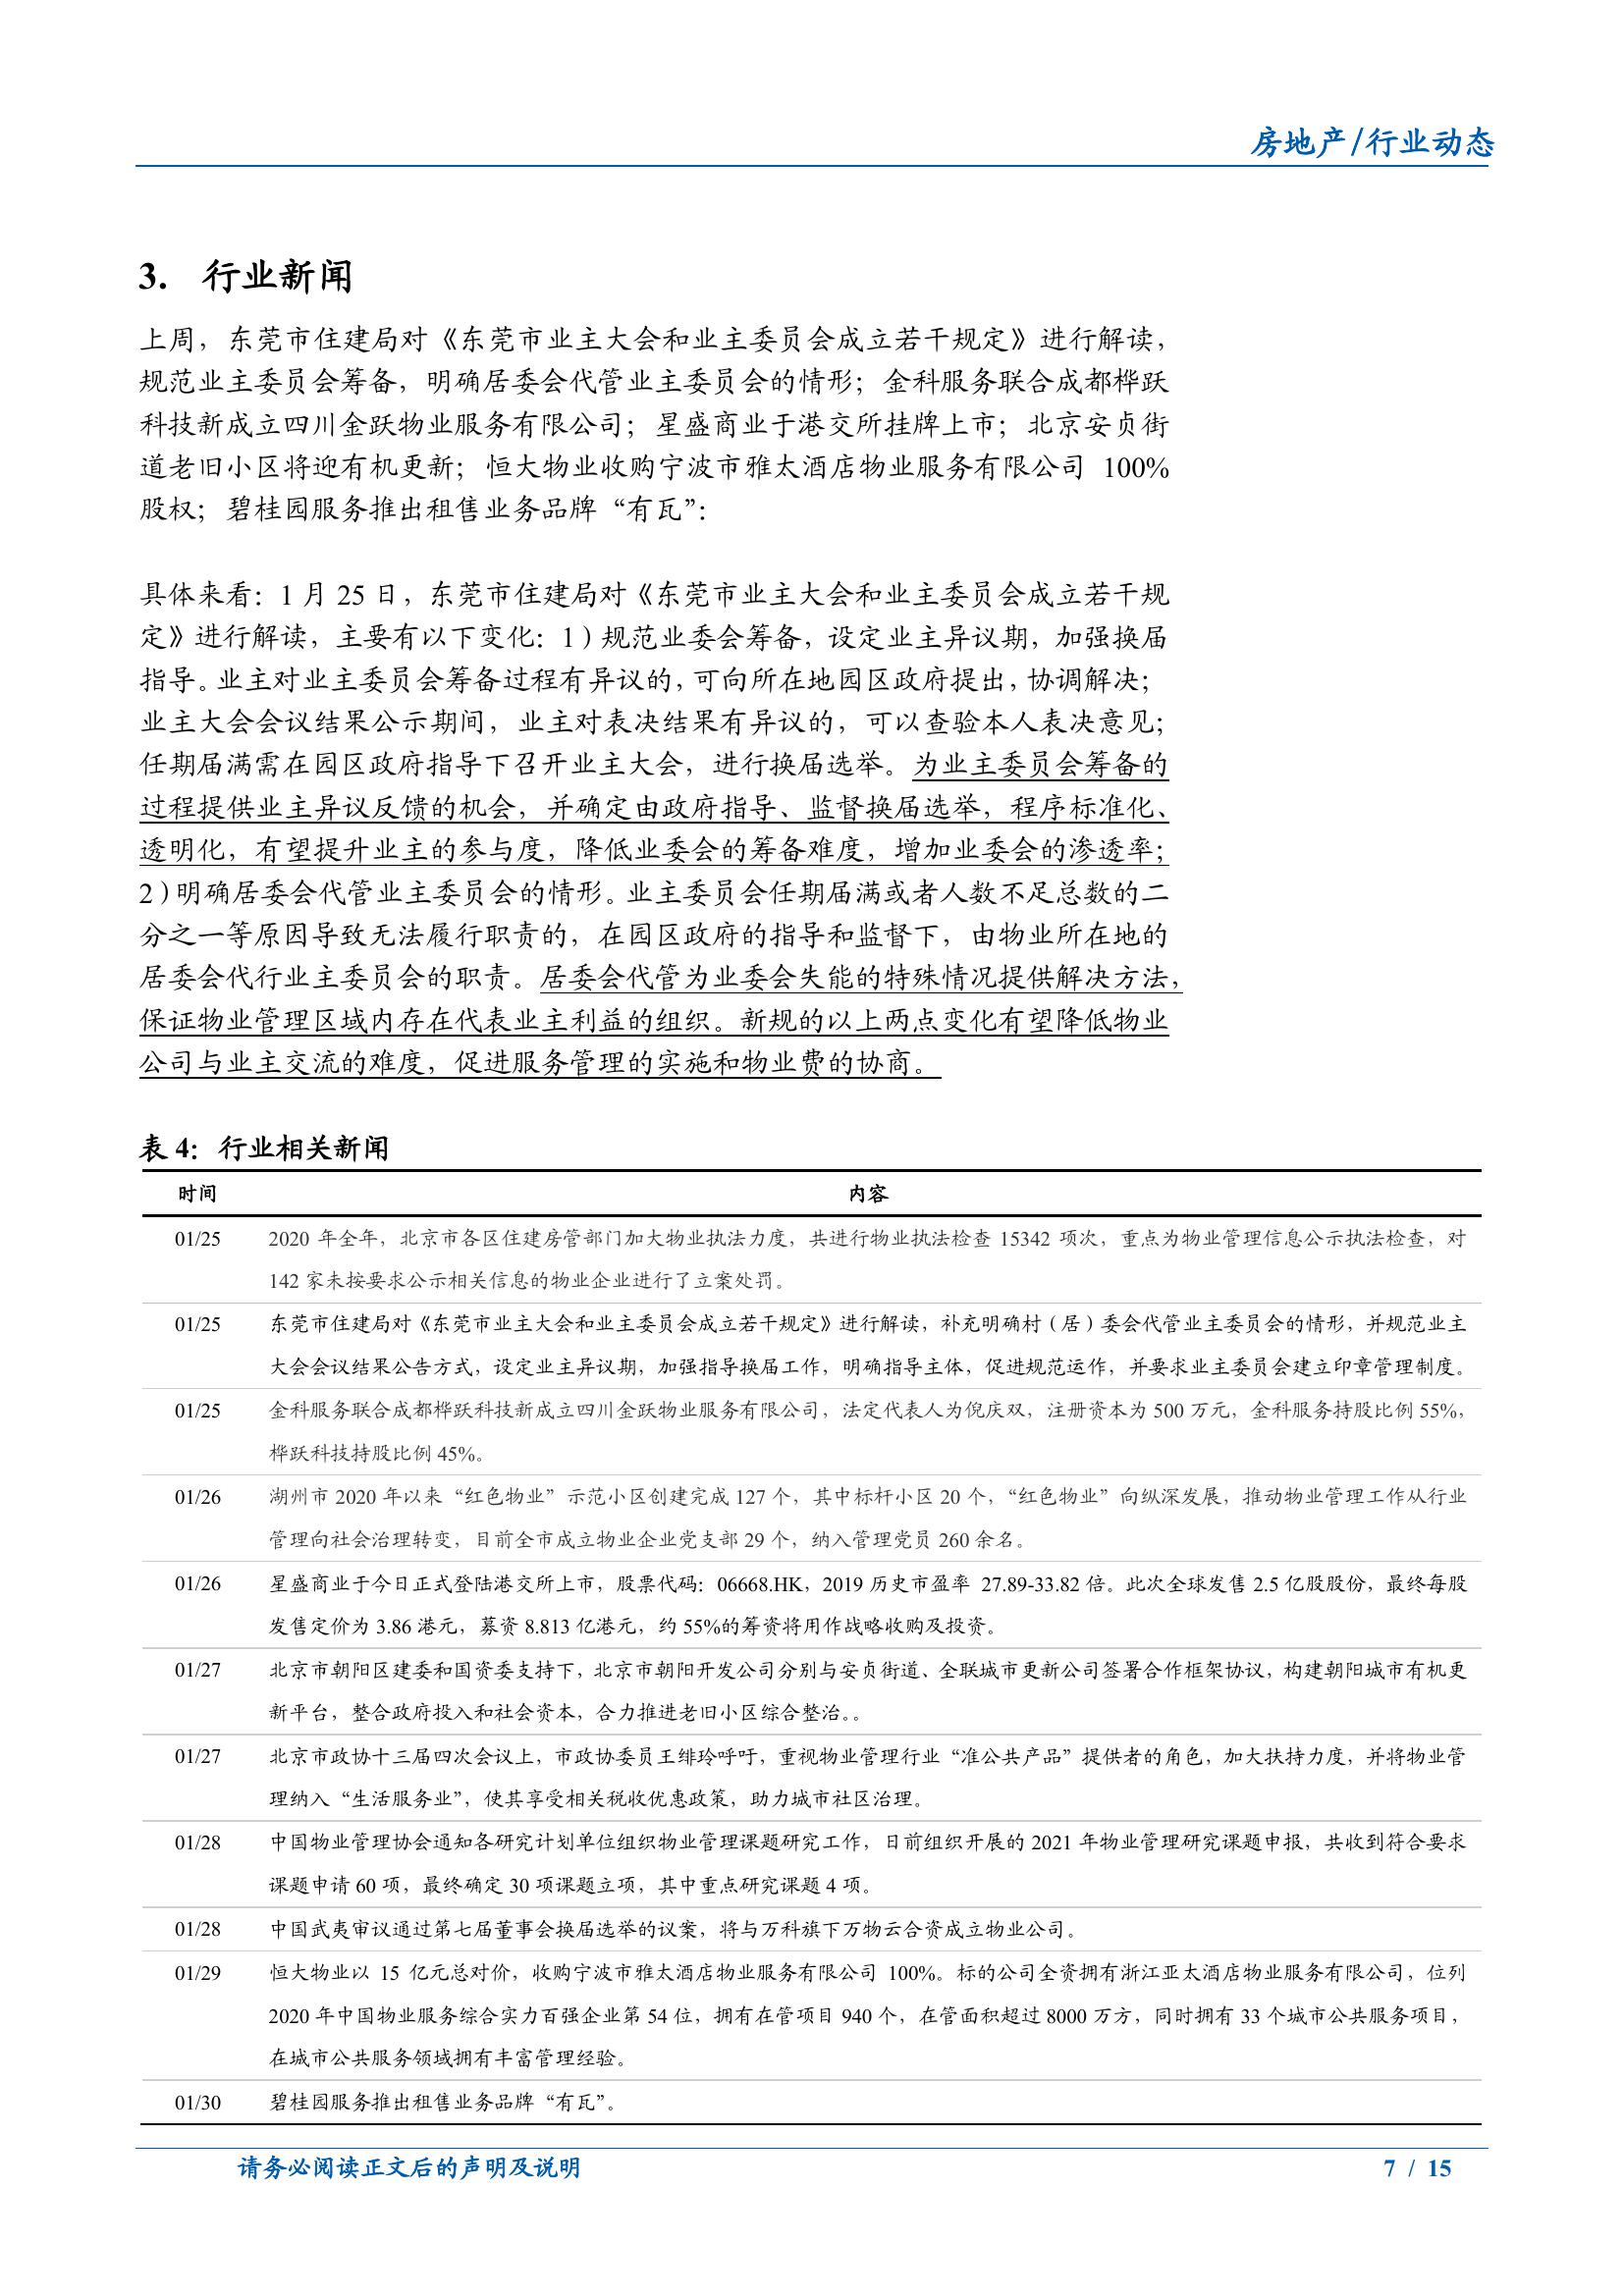 房地产/行业动态
3. 行业新闻
上周，东莞市住建局对《东莞市业主大会和业主委员会成立若干规定》进行解读，
规范业主委员会筹备，明确居委会代管业主委员会的情形；金科服务联合成都桦跃
科技新成立四川金跃物业服务有限公司；星盛商业于港交所挂牌上市；北京安贞街
道老旧小区将迎有机更新；恒大物业收购宁波市雅太酒店物业服务有限公司 100%
股权；碧桂园服务推出租售业务品牌“有瓦”：
具体来看：1 月 25 日，东莞市住建局对《东莞市业主大会和业主委员会成立若干规
定》进行解读，主要有以下变化：1）规范业委会筹备，设定业主异议期，加强换届
指导。业主对业主委员会筹备过程有异议的，可向所在地园区政府提出，协调解决；
业主大会会议结果公示期间，业主对表决结果有异议的，可以查验本人表决意见；
任期届满需在园区政府指导下召开业主大会，进行换届选举。为业主委员会筹备的
过程提供业主异议反馈的机会，并确定由政府指导、监督换届选举，程序标准化、
透明化，有望提升业主的参与度，降低业委会的筹备难度，增加业委会的渗透率；
2）明确居委会代管业主委员会的情形。业主委员会任期届满或者人数不足总数的二
分之一等原因导致无法履行职责的，在园区政府的指导和监督下，由物业所在地的
居委会代行业主委员会的职责。居委会代管为业委会失能的特殊情况提供解决方法，
保证物业管理区域内存在代表业主利益的组织。新规的以上两点变化有望降低物业
公司与业主交流的难度，促进服务管理的实施和物业费的协商。
表 4：行业相关新闻
时间 内容
01/25 2020 年全年，北京市各区住建房管部门加大物业执法力度，共进行物业执法检查 15342 项次，重点为物业管理信息公示执法检查，对
142 家未按要求公示相关信息的物业企业进行了立案处罚。
01/25 东莞市住建局对《东莞市业主大会和业主委员会成立若干规定》进行解读，补充明确村（居）委会代管业主委员会的情形，并规范业主
大会会议结果公告方式，设定业主异议期，加强指导换届工作，明确指导主体，促进规范运作，并要求业主委员会建立印章管理制度。
01/25 金科服务联合成都桦跃科技新成立四川金跃物业服务有限公司，法定代表人为倪庆双，注册资本为 500 万元，金科服务持股比例 55%，
桦跃科技持股比例 45%。
01/26 湖州市 2020 年以来“红色物业”示范小区创建完成 127 个，其中标杆小区 20 个，“红色物业”向纵深发展，推动物业管理工作从行业
管理向社会治理转变，目前全市成立物业企业党支部 29 个，纳入管理党员 260 余名。
01/26 星盛商业于今日正式登陆港交所上市，股票代码：06668.HK，2019 历史市盈率 27.89-33.82 倍。此次全球发售 2.5 亿股股份，最终每股
发售定价为 3.86 港元，募资 8.813 亿港元，约 55%的筹资将用作战略收购及投资。
01/27 北京市朝阳区建委和国资委支持下，北京市朝阳开发公司分别与安贞街道、全联城市更新公司签署合作框架协议，构建朝阳城市有机更
新平台，整合政府投入和社会资本，合力推进老旧小区综合整治。。
01/27 北京市政协十三届四次会议上，市政协委员王绯玲呼吁，重视物业管理行业“准公共产品”提供者的角色，加大扶持力度，并将物业管
理纳入“生活服务业”，使其享受相关税收优惠政策，助力城市社区治理。
01/28 中国物业管理协会通知各研究计划单位组织物业管理课题研究工作，日前组织开展的 2021 年物业管理研究课题申报，共收到符合要求
课题申请 60 项，最终确定 30 项课题立项，其中重点研究课题 4 项。
01/28 中国武夷审议通过第七届董事会换届选举的议案，将与万科旗下万物云合资成立物业公司。
01/29 恒大物业以 15 亿元总对价，收购宁波市雅太酒店物业服务有限公司 100%。标的公司全资拥有浙江亚太酒店物业服务有限公司，位列
2020 年中国物业服务综合实力百强企业第 54 位，拥有在管项目 940 个，在管面积超过 8000 万方，同时拥有 33 个城市公共服务项目，
在城市公共服务领域拥有丰富管理经验。
01/30 碧桂园服务推出租售业务品牌“有瓦”。
请务必阅读正文后的声明及说明 7 / 15